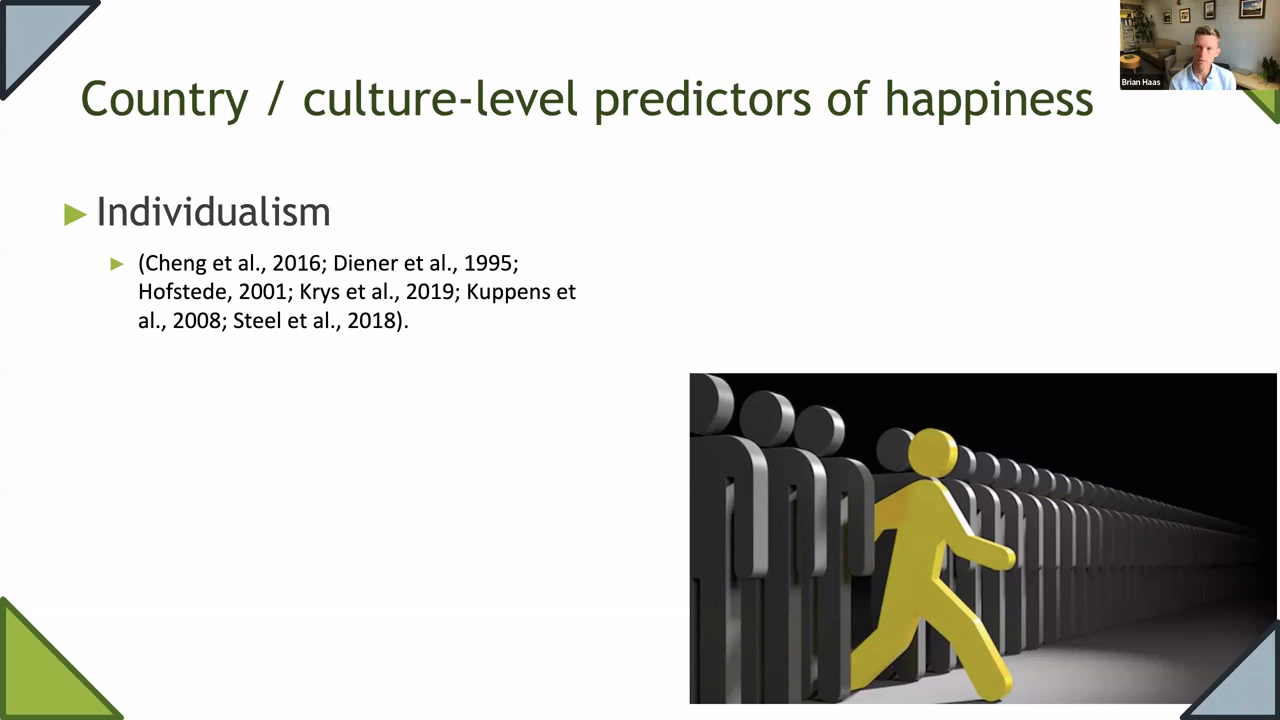 Country / culture-level predictors of happiness
Individualism
(Cheng et al., 2016; Diener et al., 1995;
Hofstede, 2001; Krys et al., 2019; Kuppens et
al., 2008; Steel et al., 2018).
Brian Haas